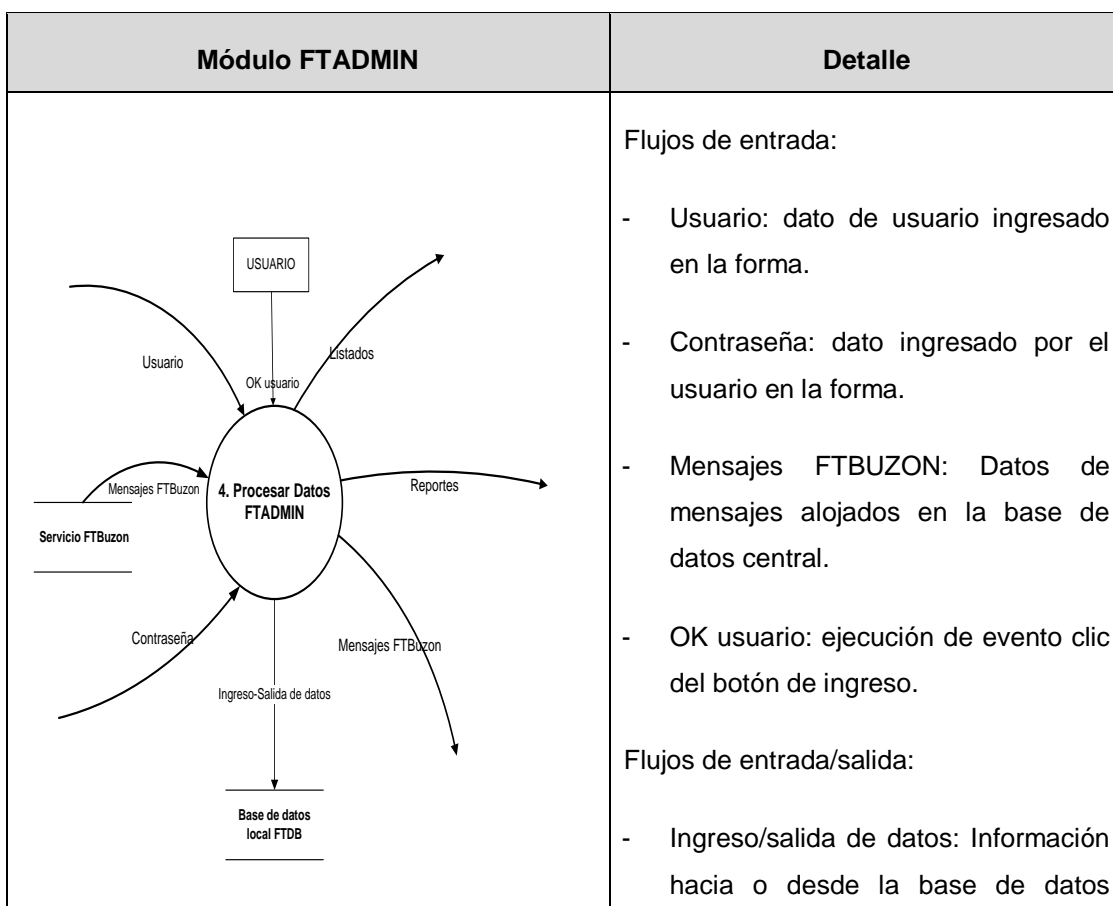 Módulo FTADMIN
Detalle
USUARIO
Usuario
OK usuario
Listados
Mensajes FTBuzon
4. Procesar Datos
FTADMIN
Reportes
Servicio FTBuzon
Contraseña
Mensajes FTBuzon
Ingreso-Salida de datos
Base de datos
local FTDB
Flujos de entrada:
- Usuario: dato de usuario ingresado
en la forma.
- Contraseña: dato ingresado por el
usuario en la forma.
- Mensajes FTBUZON: Datos de
mensajes alojados en la base de
datos central.
- OK usuario: ejecución de evento clic
del botón de ingreso.
Flujos de entrada/salida:
- Ingreso/salida de datos: Información
hacia o desde la base de datos